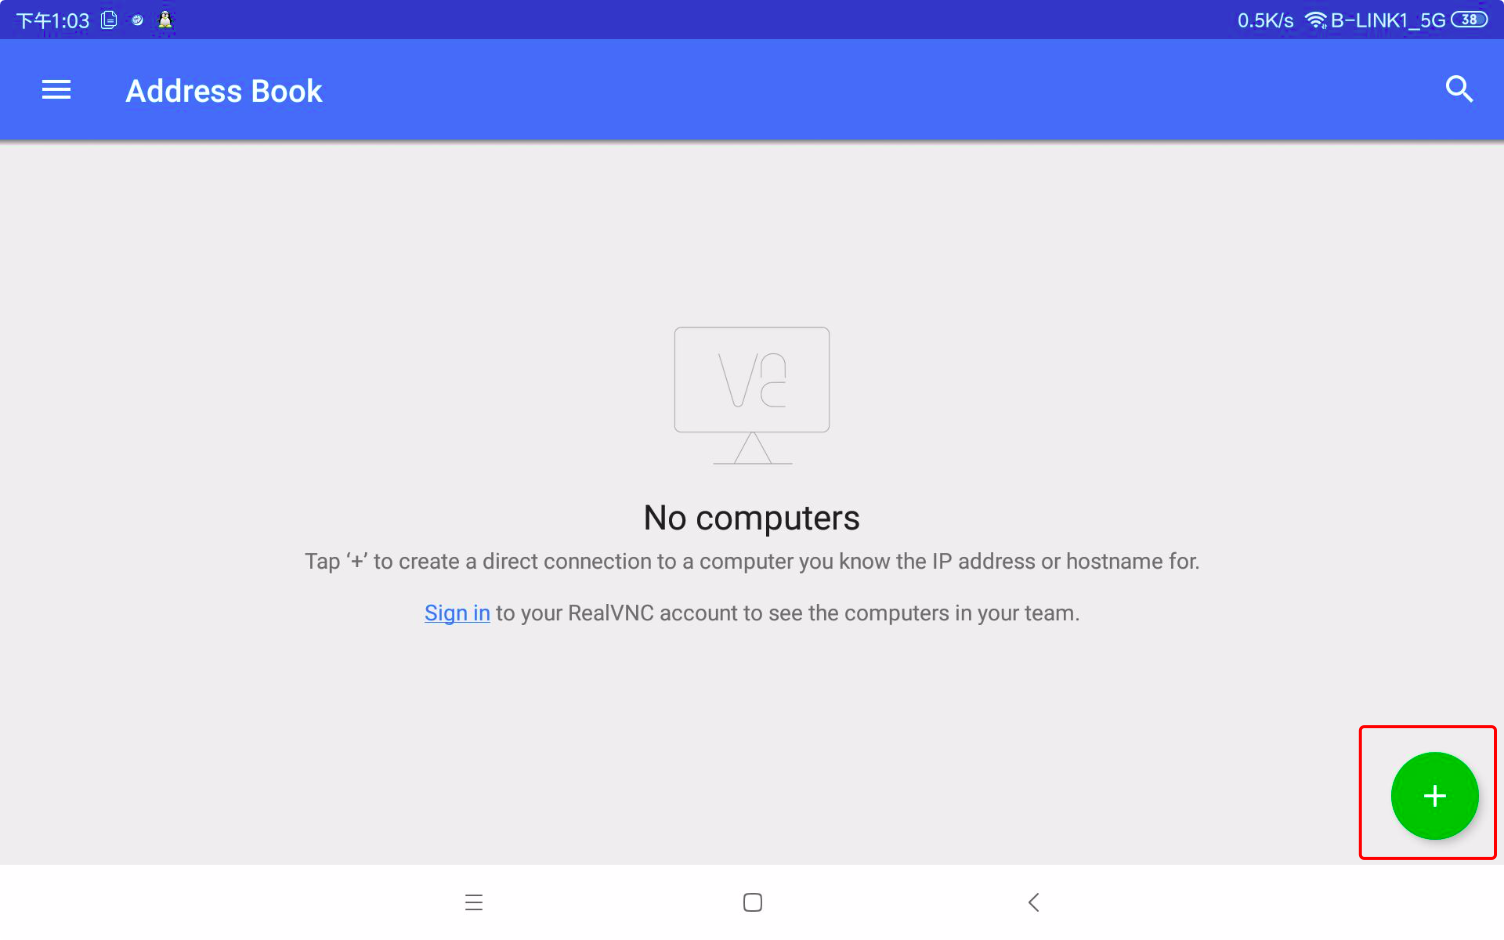 下午1:03
0.5K/s B-LINK1_5G 38
Address Book
No computers
Tap ‘+’ to create a direct connection to a computer you know the IP address or hostname for.
Sign in to your RealVNC account to see the computers in your team.